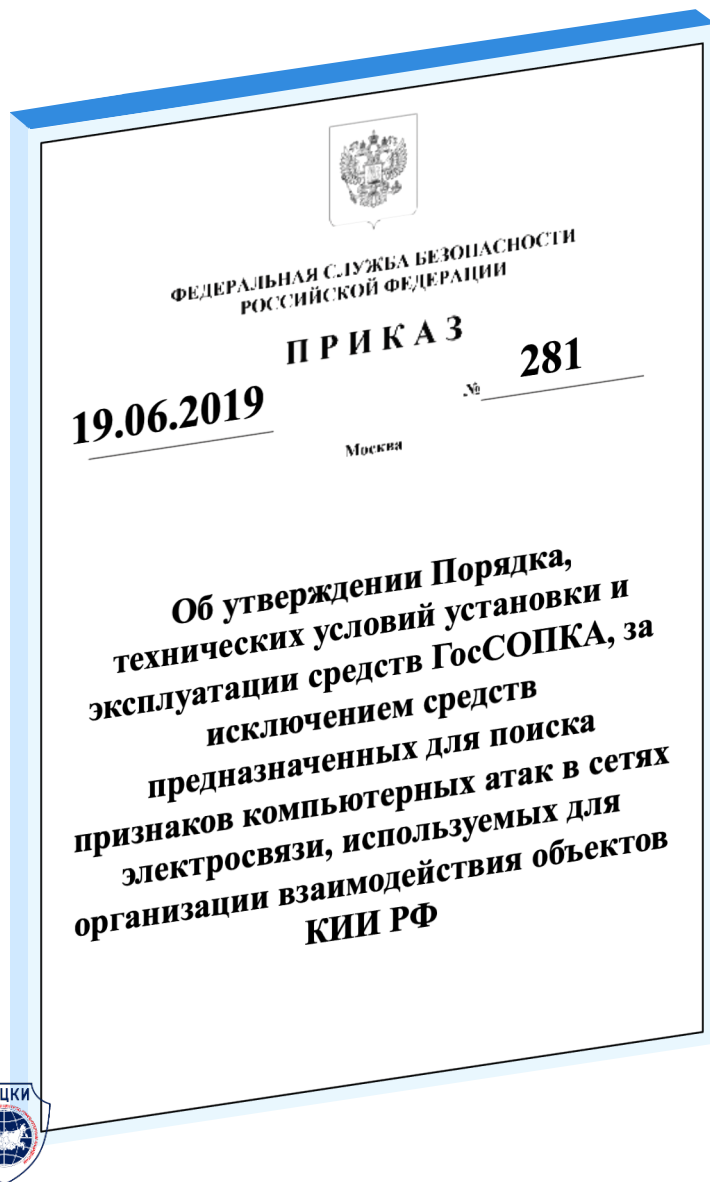 ФЕДЕРАЛЬНАЯ СЛУЖБА БЕЗОПАСНОСТИ
РОССИЙСКОЙ ФЕДЕРАЦИИ
ПРИКАЗ
19.06.2019
№ 281
Москва
Об утверждении Порядка,
технических условий установки и
эксплуатации средств ГосСОПКА, за
исключением средств
предназначенных для поиска
признаков компьютерных атак в сетях
электросвязи, используемых для
организации взаимодействия объектов
КИИ РФ
ЦКИ